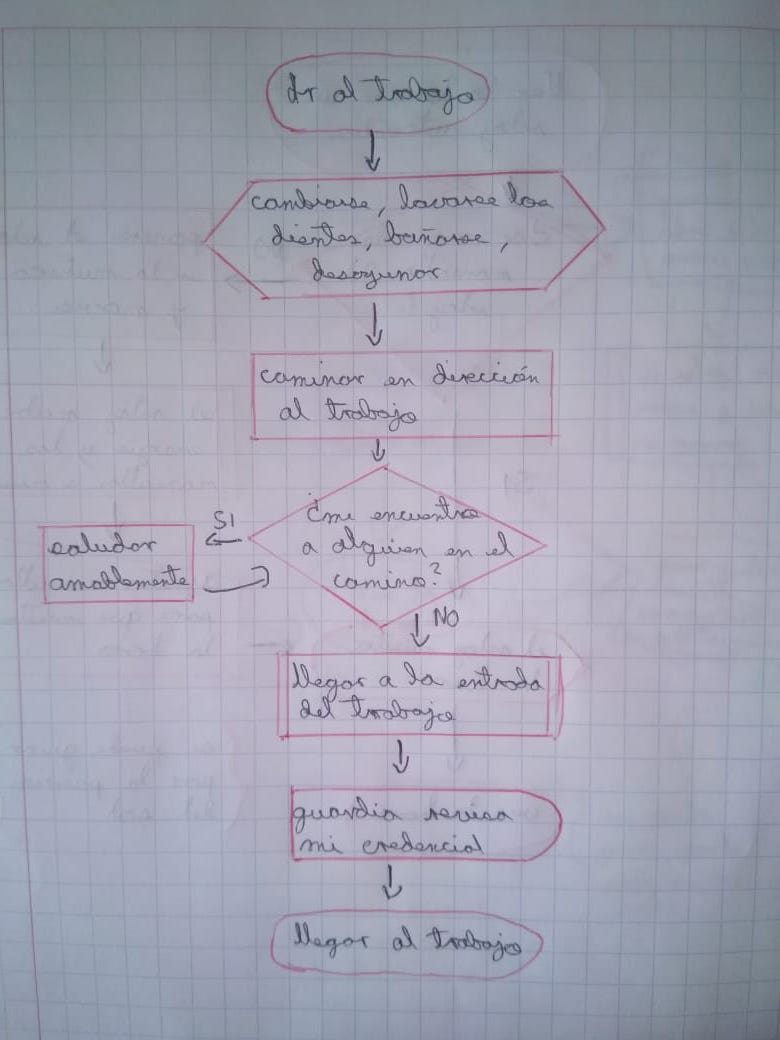 Ir al trabajo
cambiarse, lavarse los
dientes, bañarse,
desayunar
caminar en dirección
al trabajo
¿me encuentro
a alguien en el
camino?
SI
saludar
amablemente
NO
llegar a la entrada
del trabajo
guardia revisa
mi credencial
llegar al trabajo